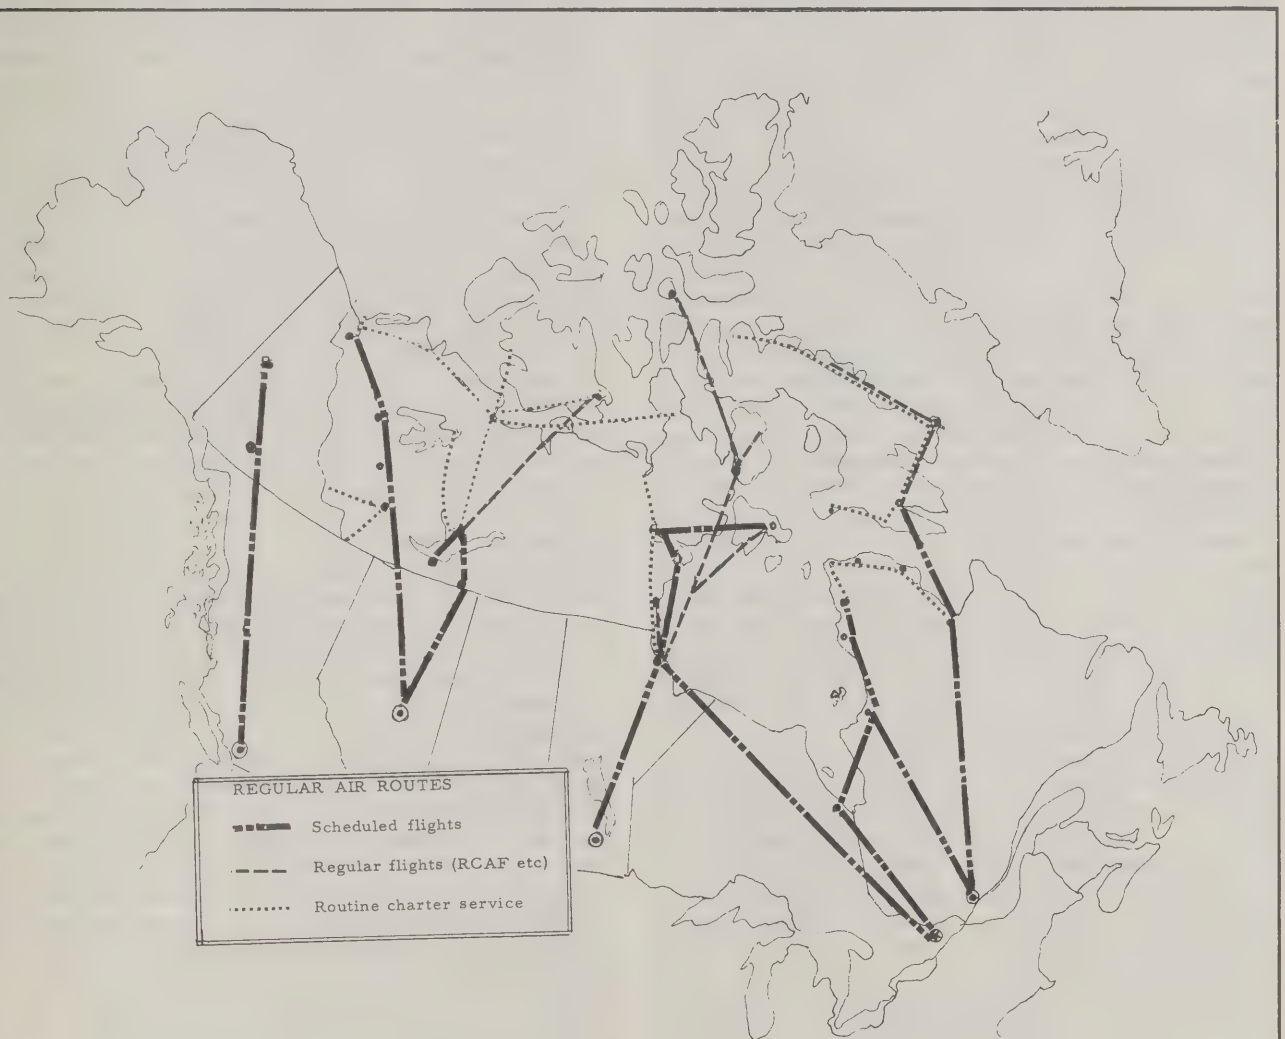 REGULAR AIR ROUTES
Scheduled flights
Regular flights (RCAF etc)
Routine charter service